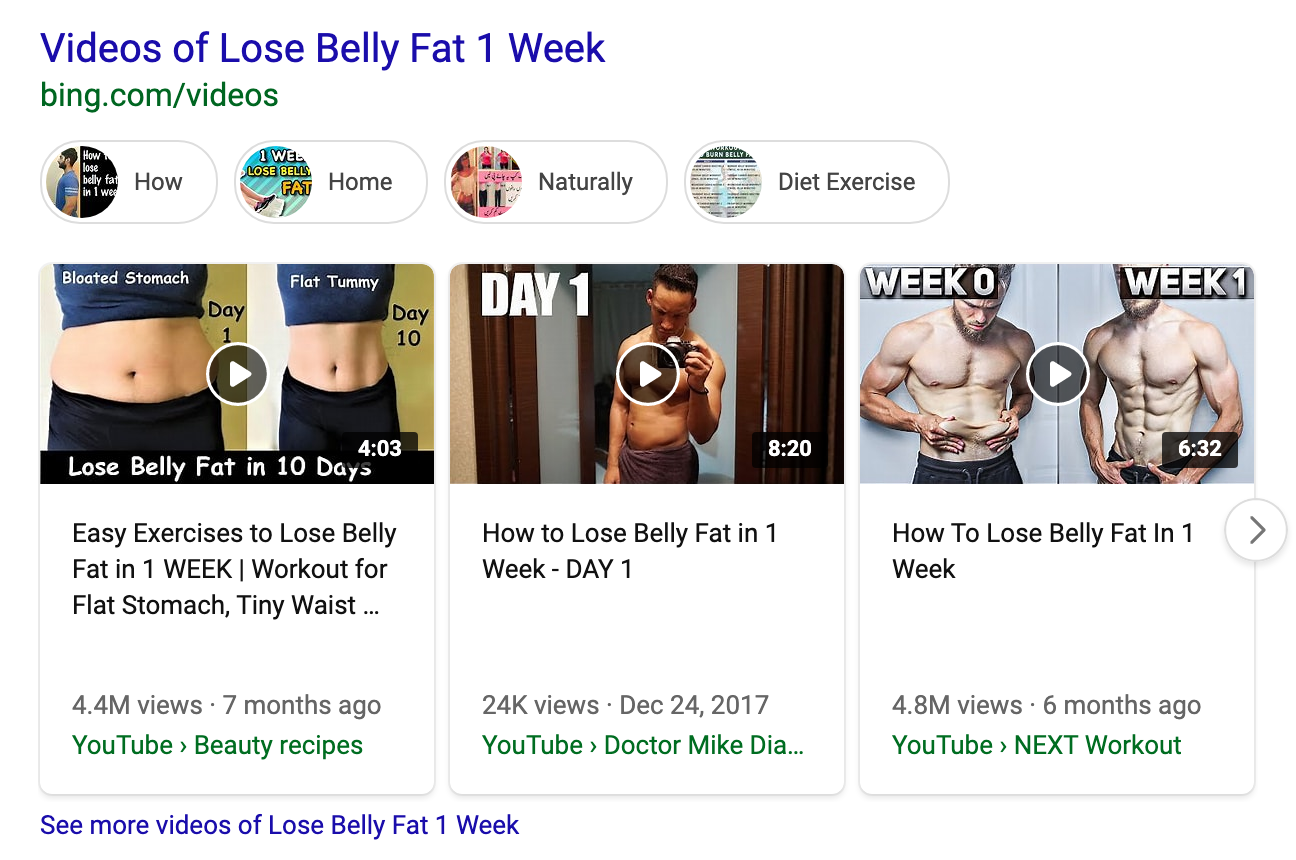 Videos of Lose Belly Fat 1 Week
bing.com/videos
How
lose
belly fat
in 1 wee
How
1 WEE
LOSE BELLY
FAT
Home
Naturally
BURN BELLY F
Diet Exercise
Bloated Stomach
Day
1
Flat Tummy
Day
10
4:03
Lose Belly Fat in 10 Days
DAY 1
8:20
WEEK 0
WEEK 1
6:32
Easy Exercises to Lose Belly
Fat in 1 WEEK | Workout for
Flat Stomach, Tiny Waist ...
4.4M views · 7 months ago
YouTube › Beauty recipes
How to Lose Belly Fat in 1
Week - DAY 1
24K views · Dec 24, 2017
YouTube › Doctor Mike Dia...
How To Lose Belly Fat In 1
Week
4.8M views · 6 months ago
YouTube › NEXT Workout
See more videos of Lose Belly Fat 1 Week